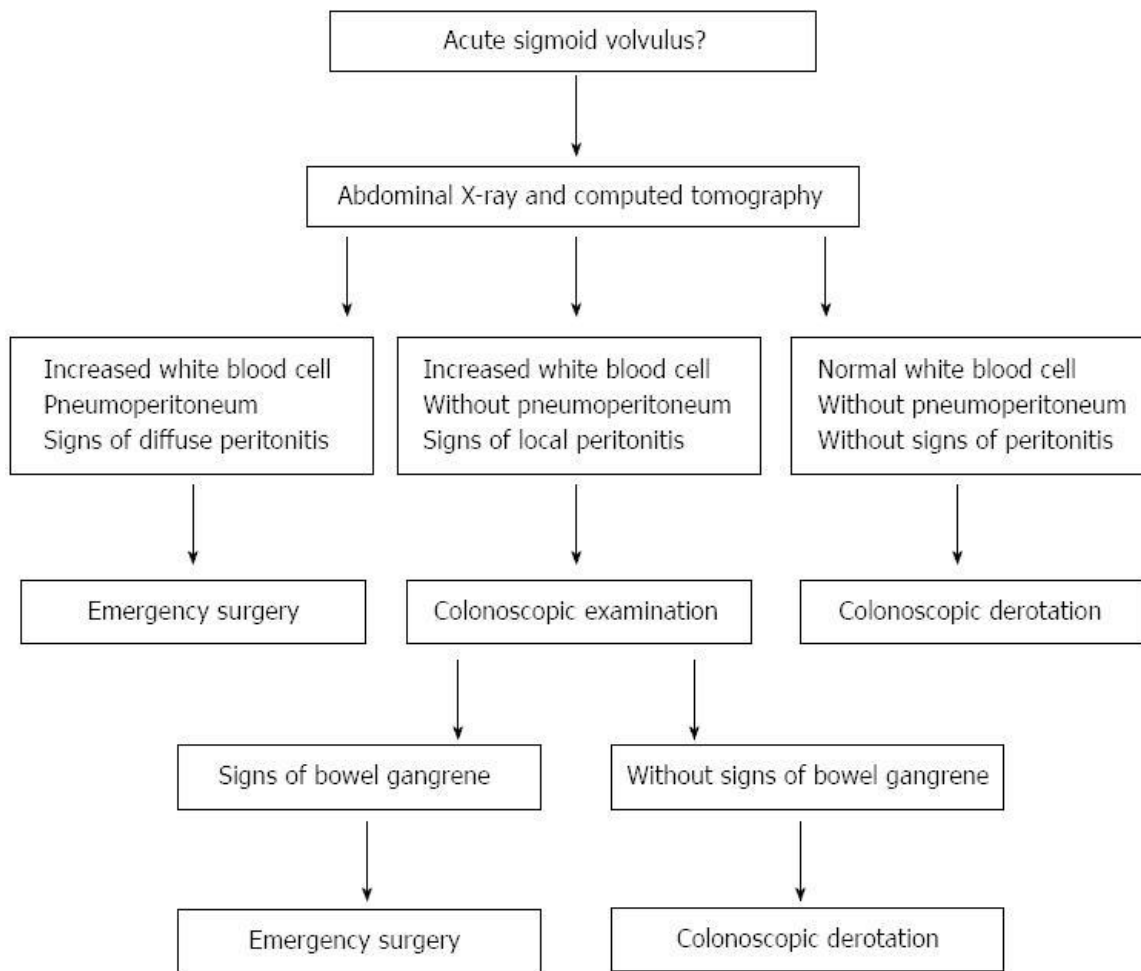 Acute sigmoid volvulus?
Abdominal X-ray and computed tomography
Increased white blood cell
Pneumoperitoneum
Signs of diffuse peritonitis
Increased white blood cell
Without pneumoperitoneum
Signs of local peritonitis
Normal white blood cell
Without pneumoperitoneum
Without signs of peritonitis
Emergency surgery
Colonoscopic examination
Colonoscopic derotation
Signs of bowel gangrene
Without signs of bowel gangrene
Emergency surgery
Colonoscopic derotation